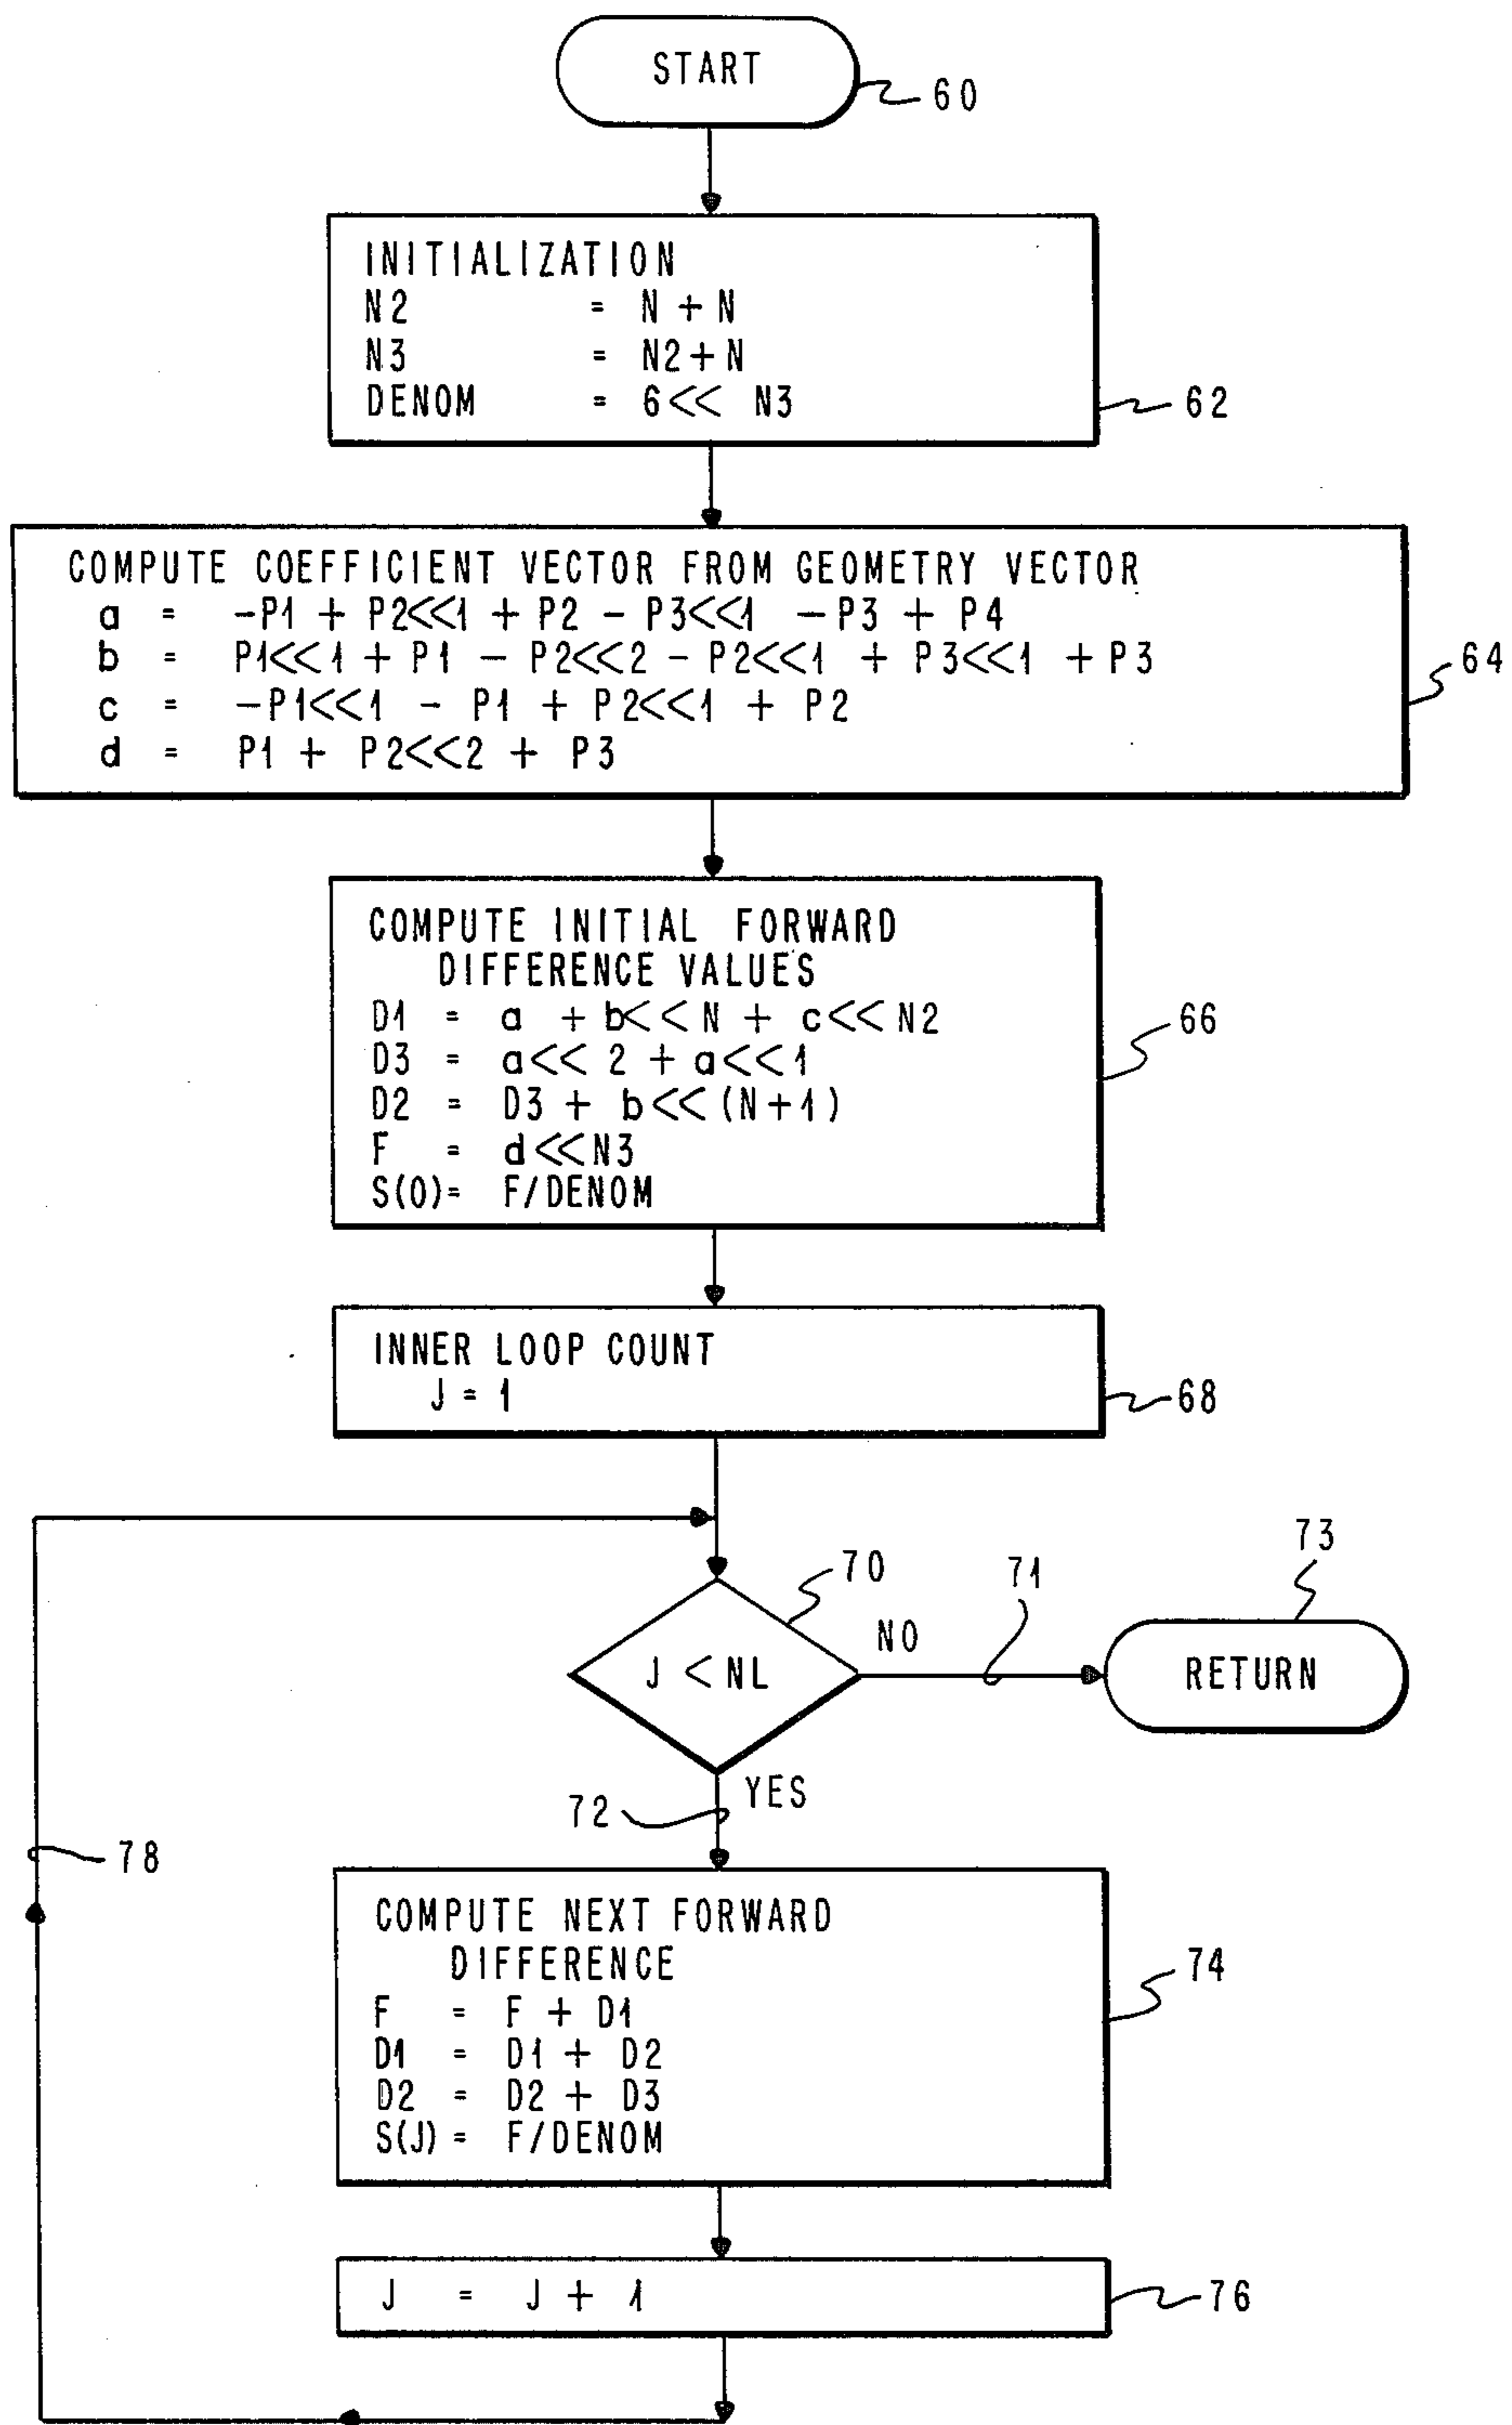 START
60
INITIALIZATION
N2 = N + N
N3 = N2+N
DENOM = 6<< N3
62
COMPUTE COEFFICIENT VECTOR FROM GEOMETRY VECTOR
a = -P1 + P2<<1 + P2 - P3<<1 -P3 + P4
b = P1<<1 + P1 - P2<<2 - P2<<1 + P3<<1 + P3
c = -P1<<1 - P1 + P2<<1 + P2
d = P1 + P2<<2 + P3
64
COMPUTE INITIAL FORWARD
DIFFERENCE VALUES
D1 = a + b<<N + c<<N2
D3 = a<< 2 + a<<1
D2 = D3 + b<<(N+1)
F = d<<N3
S(0)= F/DENOM
66
INNER LOOP COUNT
J = 1
68
70
71
73
J < NL
NO
RETURN
72
YES
78
COMPUTE NEXT FORWARD
DIFFERENCE
F = F + D1
D1 = D1 + D2
D2 = D2 + D3
S(J) = F/DENOM
74
J = J + 1
76